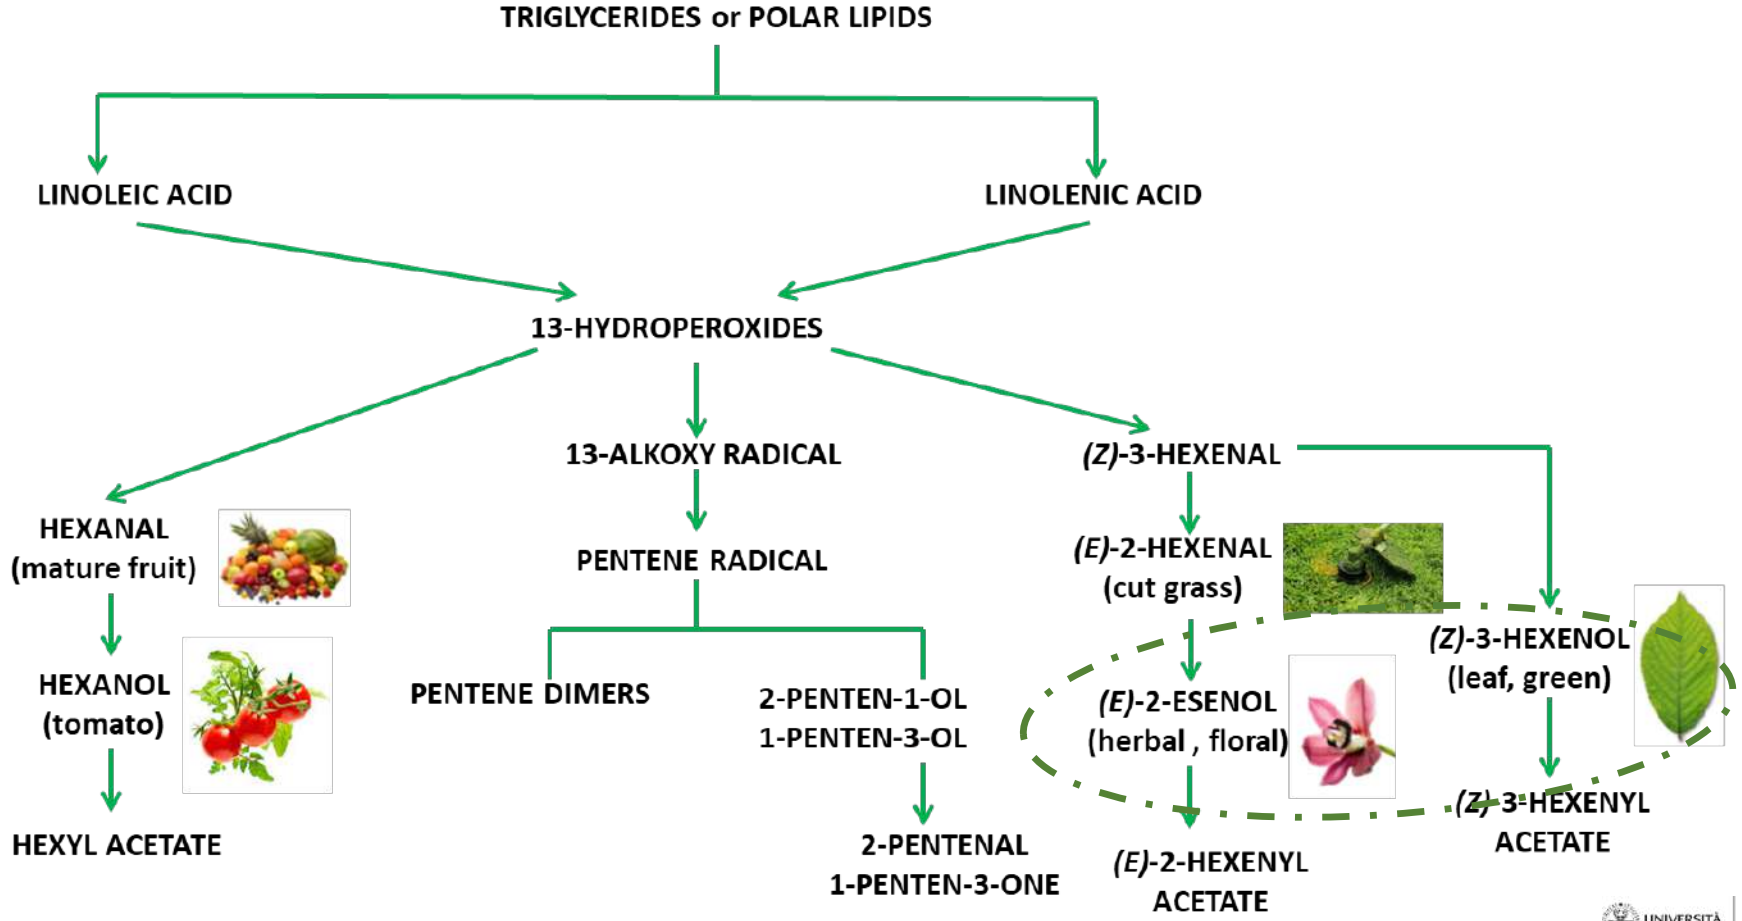 TRIGLYCERIDES or POLAR LIPIDS
LINOLEIC ACID
LINOLENIC ACID
13-HYDROPEROXIDES
13-ALKOXY RADICAL
(Z)-3-HEXENAL
HEXANAL
(mature fruit)
PENTENE RADICAL
(E)-2-HEXENAL
(cut grass)
HEXANOL
(tomato)
PENTENE DIMERS
2-PENTEN-1-OL
1-PENTEN-3-OL
(E)-2-ESENOL
(herbal , floral)
(Z)-3-HEXENOL
(leaf, green)
HEXYL ACETATE
2-PENTENAL
1-PENTEN-3-ONE
(E)-2-HEXENYL
ACETATE
(Z)-3-HEXENYL
ACETATE
UNIVERSITÀ